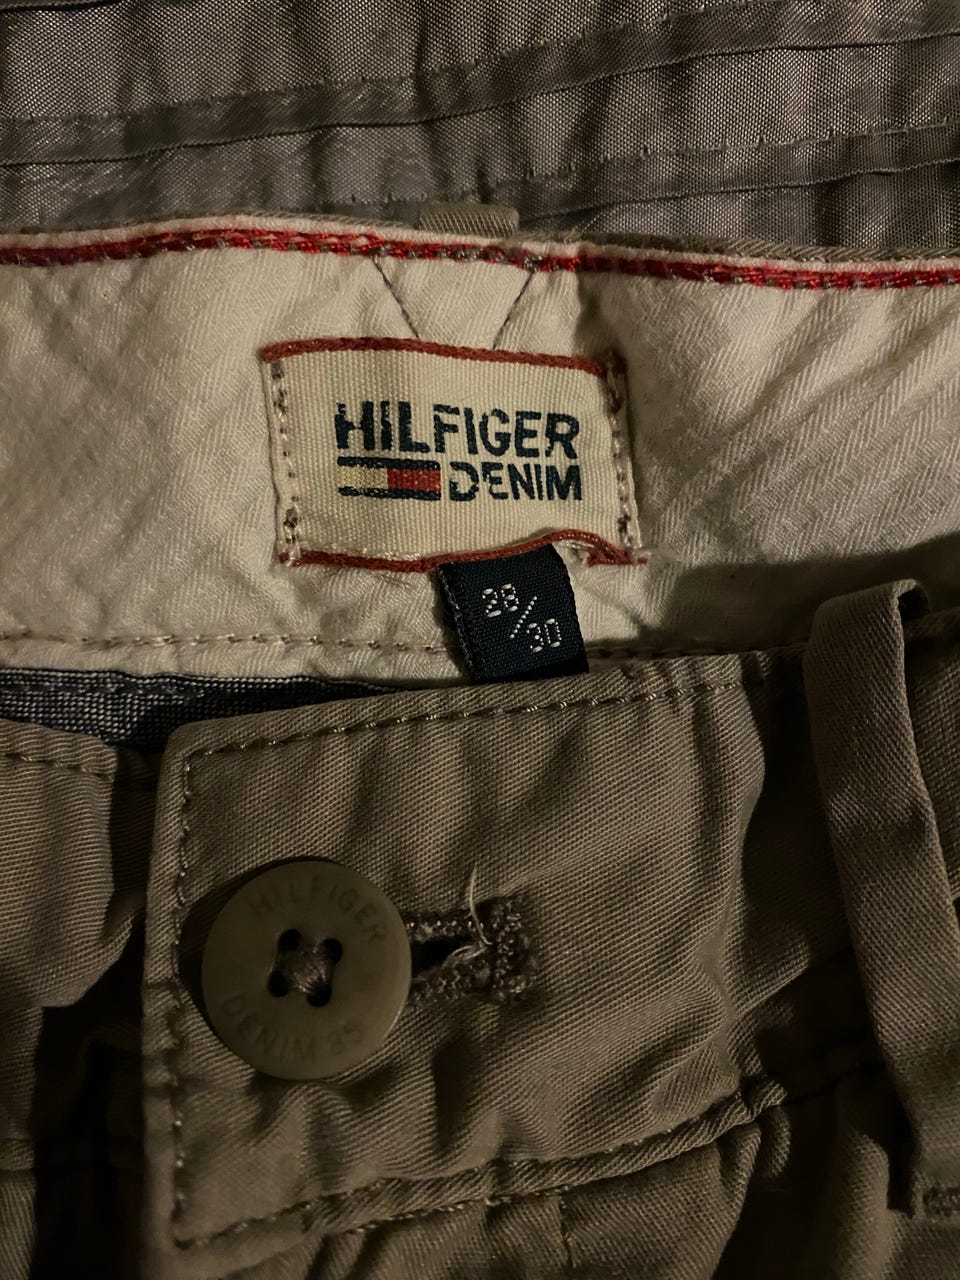 HILFIGER
DENIM
28/30
HILFIGER
DENIM 85